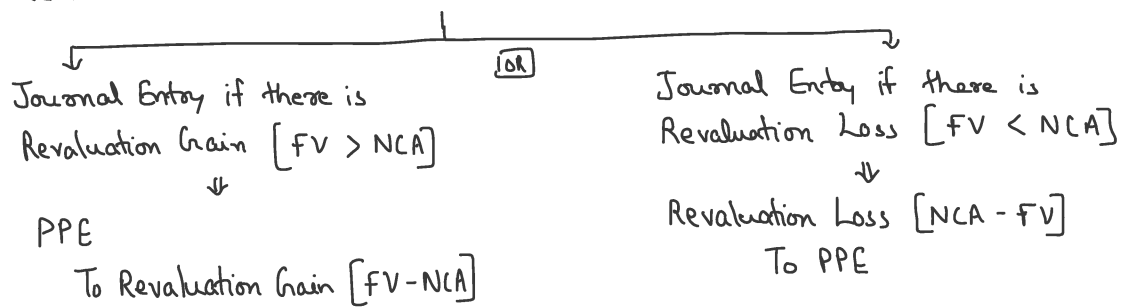 OR
Journal Entry if there is
Revaluation Gain [FV > NCA]
PPE
To Revaluation Gain [FV-NCA]
Journal Entry if there is
Revaluation Loss [FV < NCA]
Revaluation Loss [NCA - FV]
To PPE